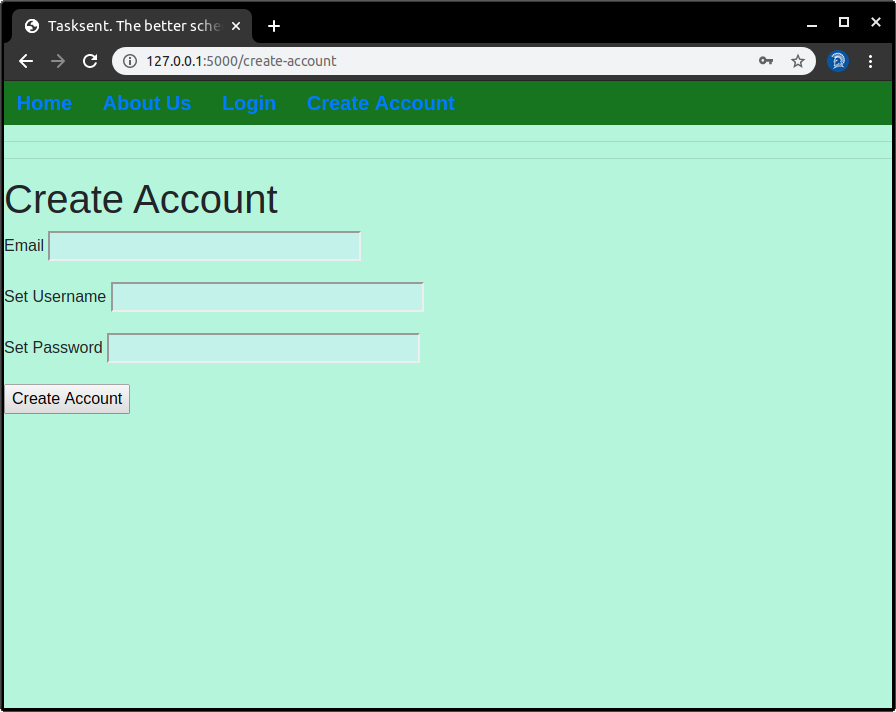 Tasksent. The better sche
127.0.0.1:5000/create-account
Home About Us Login Create Account
Create Account
Email
Set Username
Set Password
Create Account